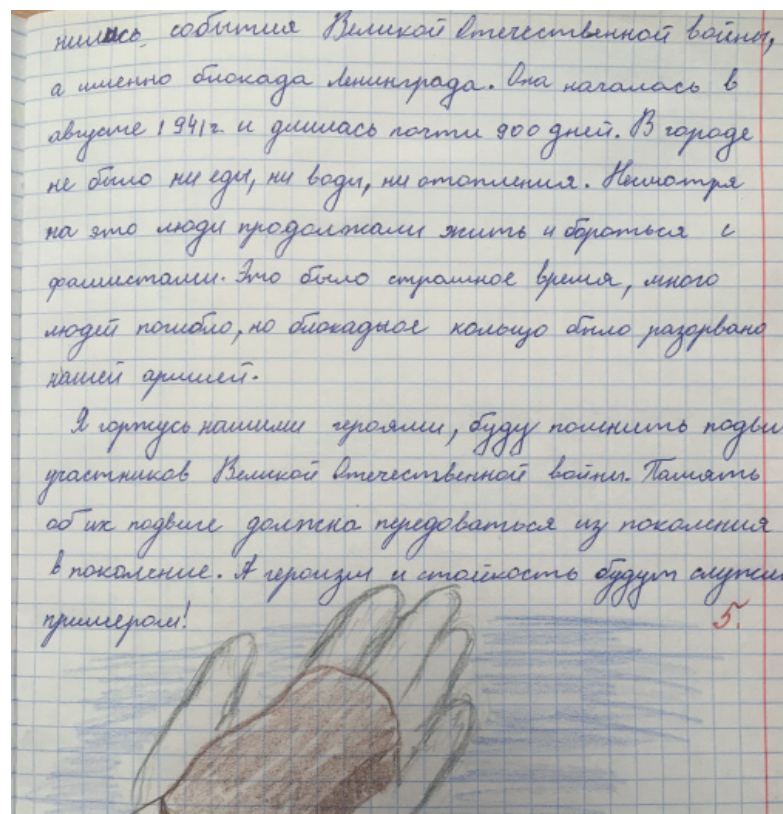 нились события Великой Отечественной войны,
а именно блокада Ленинграда. Она началась в
августе 1941г. и длилась почти 900 дней. В городе
не было ни еды, ни воды, ни отопления. Несмотря
на это люди продолжали жить и бороться с
фашистами. Это было страшное время, много
людей погибло, но блокадное кольцо было разорвано
нашей армией.
Я горжусь нашими героями, буду помнить подви
участников Великой Отечественной войны. Память
об их подвиге должна передоваться из поколения
в поколение. А героизм и стойкость будут служи
примером!
5.